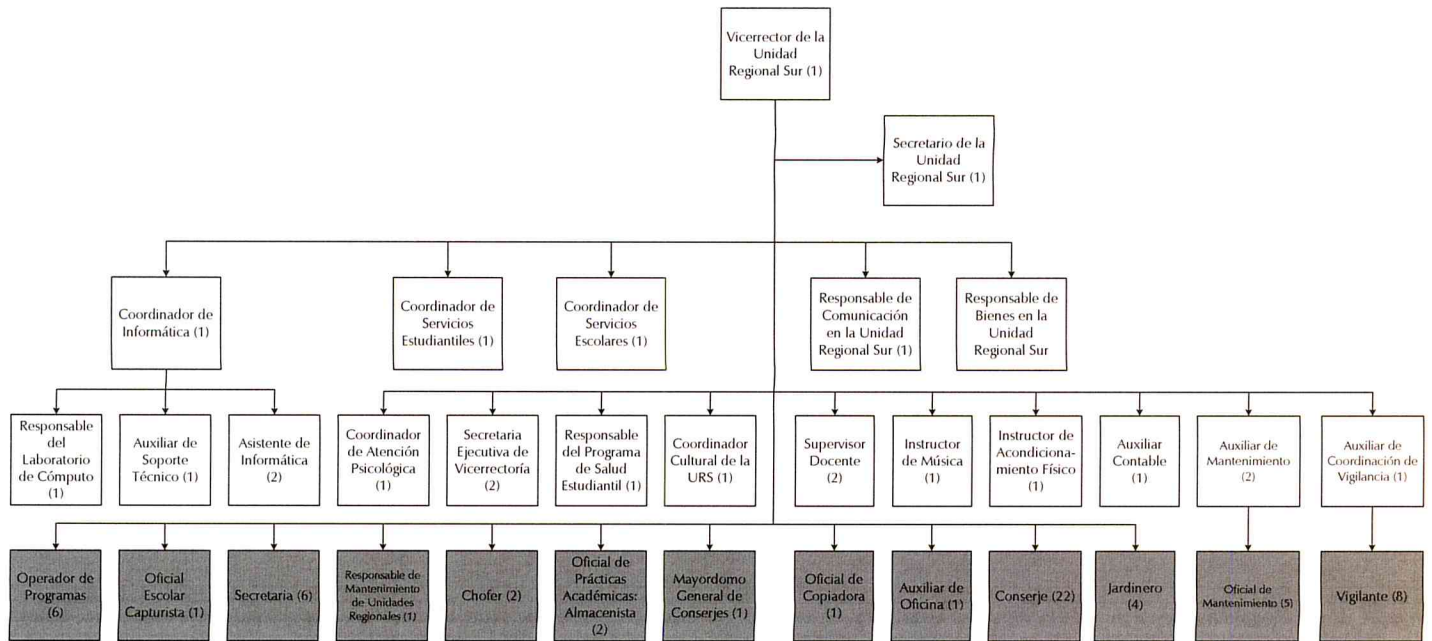 Vicerrector de la
Unidad
Regional Sur (1)
Secretario de la
Unidad
Regional Sur (1)
Coordinador de
Informática (1)
Coordinador de
Servicios
Estudiantiles (1)
Coordinador de
Servicios
Escolares (1)
Responsable de
Comunicación
en la Unidad
Regional Sur (1)
Responsable de
Bienes en la
Unidad
Regional Sur
Responsable
del
Laboratorio
de Cómputo
(1)
Auxiliar de
Soporte
Técnico (1)
Asistente de
Informática
(2)
Coordinador
de Atención
Psicológica
(1)
Secretaria
Ejecutiva de
Vicerrectoría
(2)
Responsable
del Programa
de Salud
Estudiantil (1)
Coordinador
Cultural de la
URS (1)
Supervisor
Docente
(2)
Instructor
de Música
(1)
Instructor de
Acondiciona-
miento Físico
(1)
Auxiliar
Contable
(1)
Auxiliar de
Mantenimiento
(2)
Auxiliar de
Coordinación de
Vigilancia (1)
Operador de
Programas
(6)
Oficial
Escolar
Capturista (1)
Secretaria (6)
Responsable de
Mantenimiento
de Unidades
Regionales (1)
Chofer (2)
Oficial de
Prácticas
Académicas:
Almacenista
(2)
Mayordomo
General de
Conserjes (1)
Oficial de
Copiadora
(1)
Auxiliar de
Oficina (1)
Conserje (22)
Jardinero
(4)
Oficial de
Mantenimiento (5)
Vigilante (8)